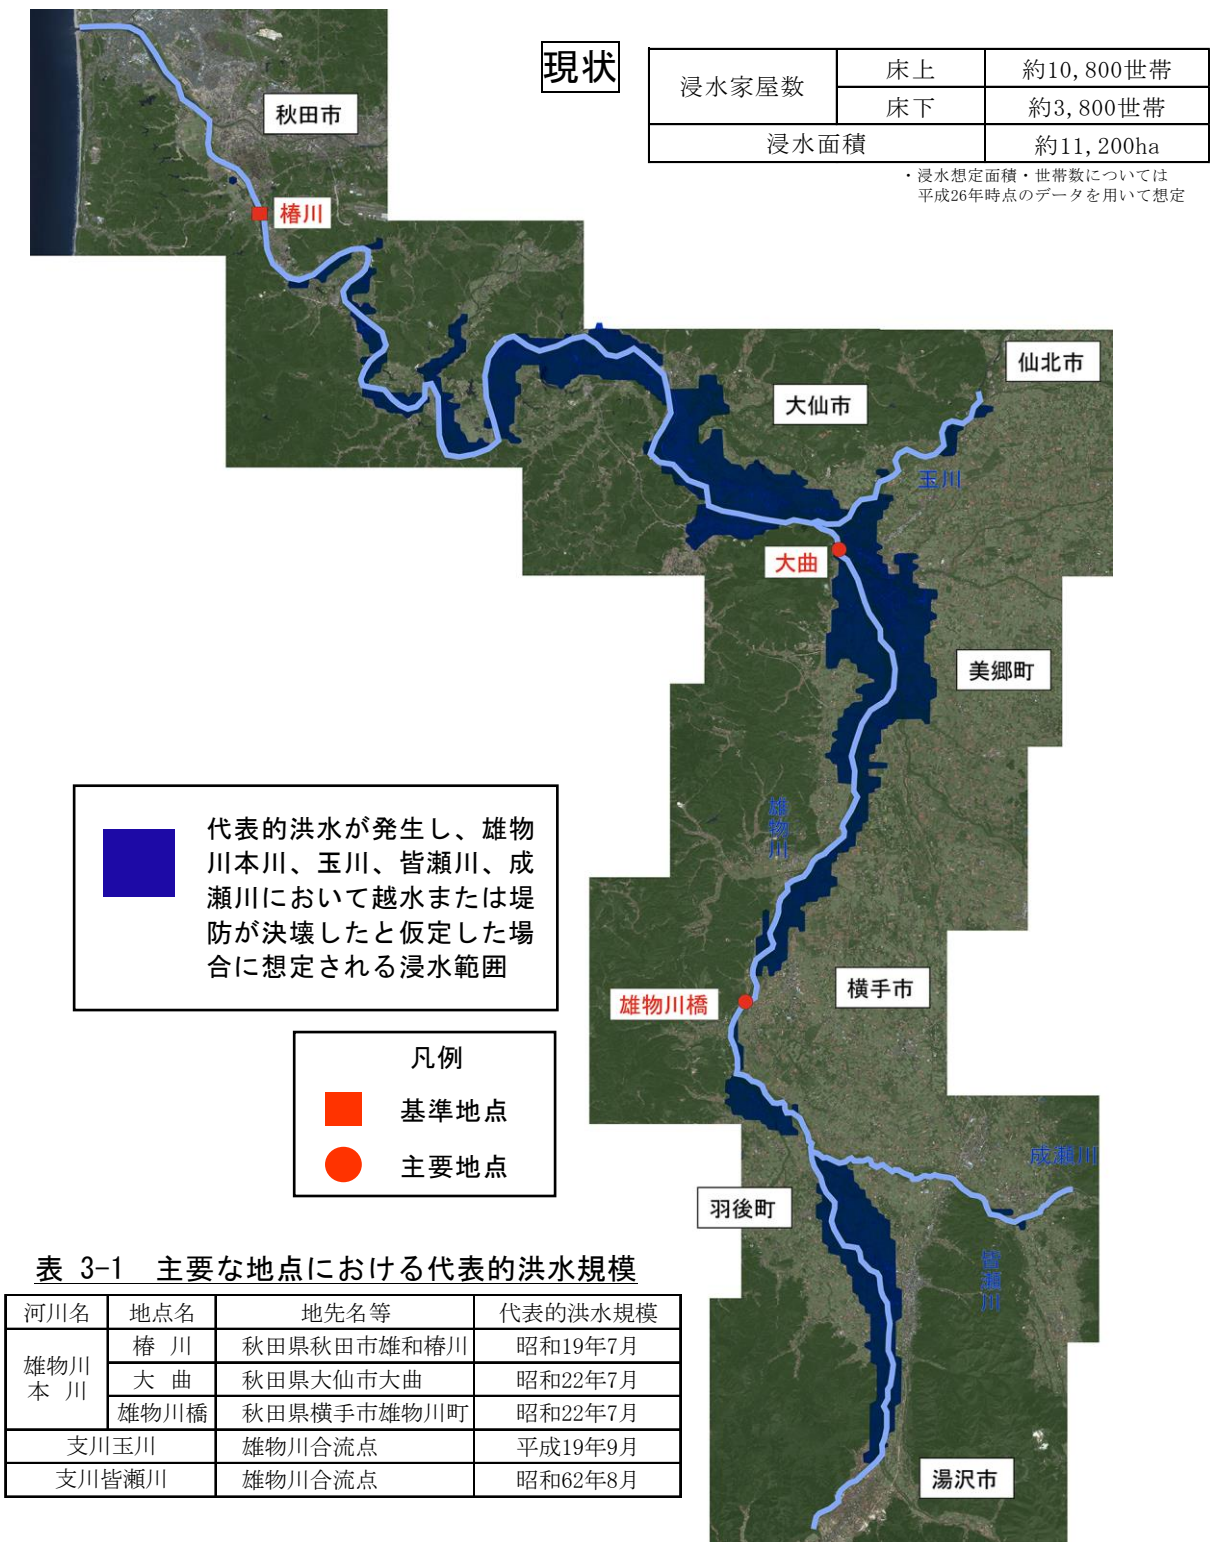 現状
浸水家屋数 床上 約10,800世帯
床下 約3,800世帯
浸水面積 約11,200ha
・浸水想定面積・世帯数については
平成26年時点のデータを用いて想定
秋田市
椿川
仙北市
大仙市
玉川
大曲
美郷町
雄物川
代表的洪水が発生し、雄物
川本川、玉川、皆瀬川、成
瀬川において越水または堤
防が決壊したと仮定した場
合に想定される浸水範囲
横手市
雄物川橋
凡例
基準地点
主要地点
成瀬川
羽後町
皆瀬川
湯沢市
表 3-1 主要な地点における代表的洪水規模
河川名 地点名 地先名等 代表的洪水規模
雄物川
本 川
椿 川 秋田県秋田市雄和椿川 昭和19年7月
大 曲 秋田県大仙市大曲 昭和22年7月
雄物川橋 秋田県横手市雄物川町 昭和22年7月
支川玉川 雄物川合流点 平成19年9月
支川皆瀬川 雄物川合流点 昭和62年8月